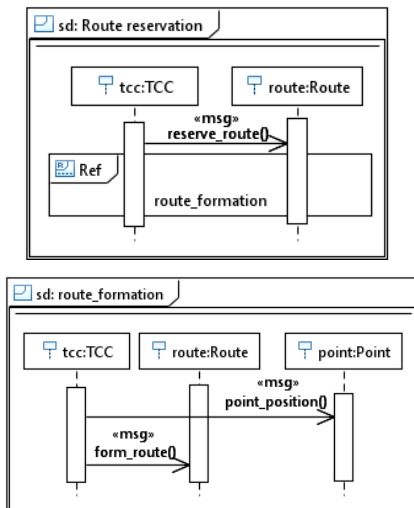 sd: Route reservation
tcc:TCC
route:Route
«msg»
reserve_route()
Ref
route_formation
sd: route_formation
tcc:TCC
route:Route
point:Point
«msg»
point_position()
«msg»
form_route()